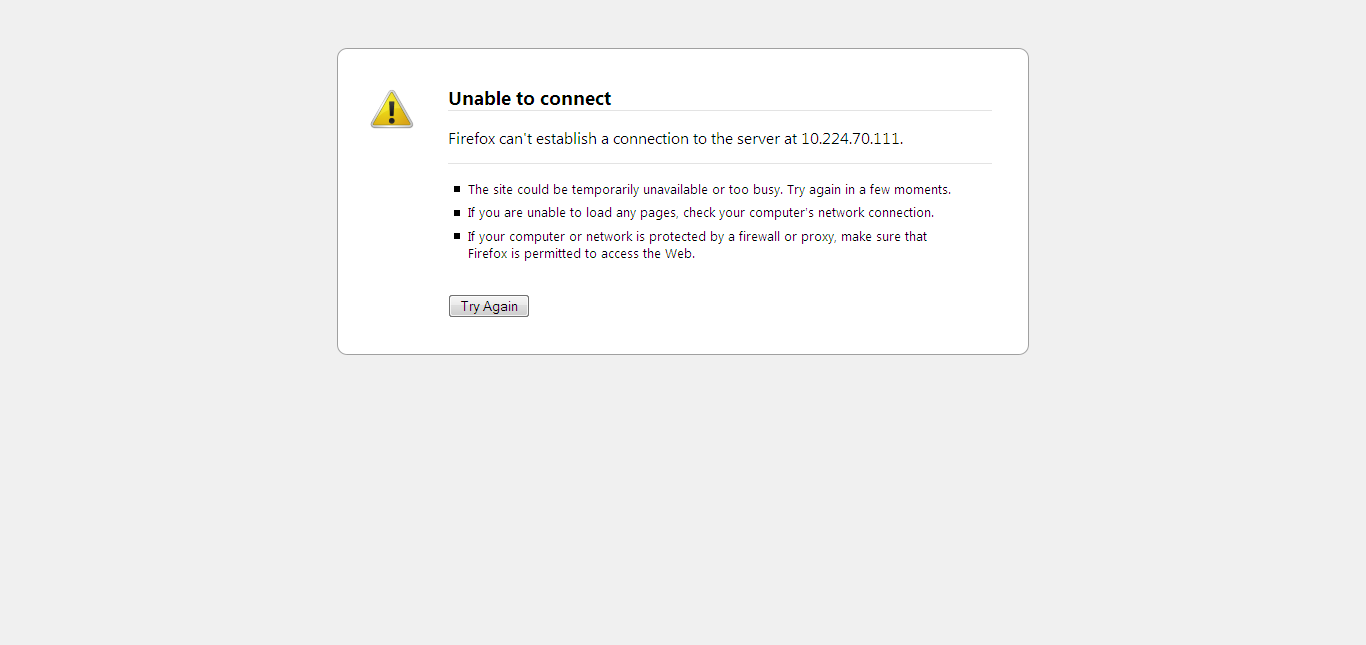 Unable to connect
Firefox can't establish a connection to the server at 10.224.70.111.
The site could be temporarily unavailable or too busy. Try again in a few moments.
If you are unable to load any pages, check your computer's network connection.
If your computer or network is protected by a firewall or proxy, make sure that
Firefox is permitted to access the Web.
Try Again